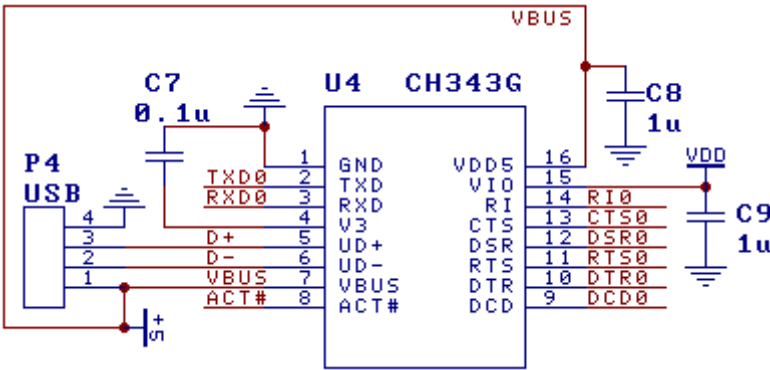 VBUS
C7
0.1u
U4 CH343G
C8
1u
P4
USB
4
3
2
1
D+
D-
VBUS
ACT#
TXD0
RXD0
+5
1 GND
2 TXD
3 RXD
4 V3
5 UD+
6 UD-
7 VBUS
8 ACT#
VDD5 16
VIO 15
RI 14 RI0
CTS 13 CTS0
DSR 12 DSR0
RTS 11 RTS0
DTR 10 DTR0
DCD 9 DCD0
VDD
C9
1u